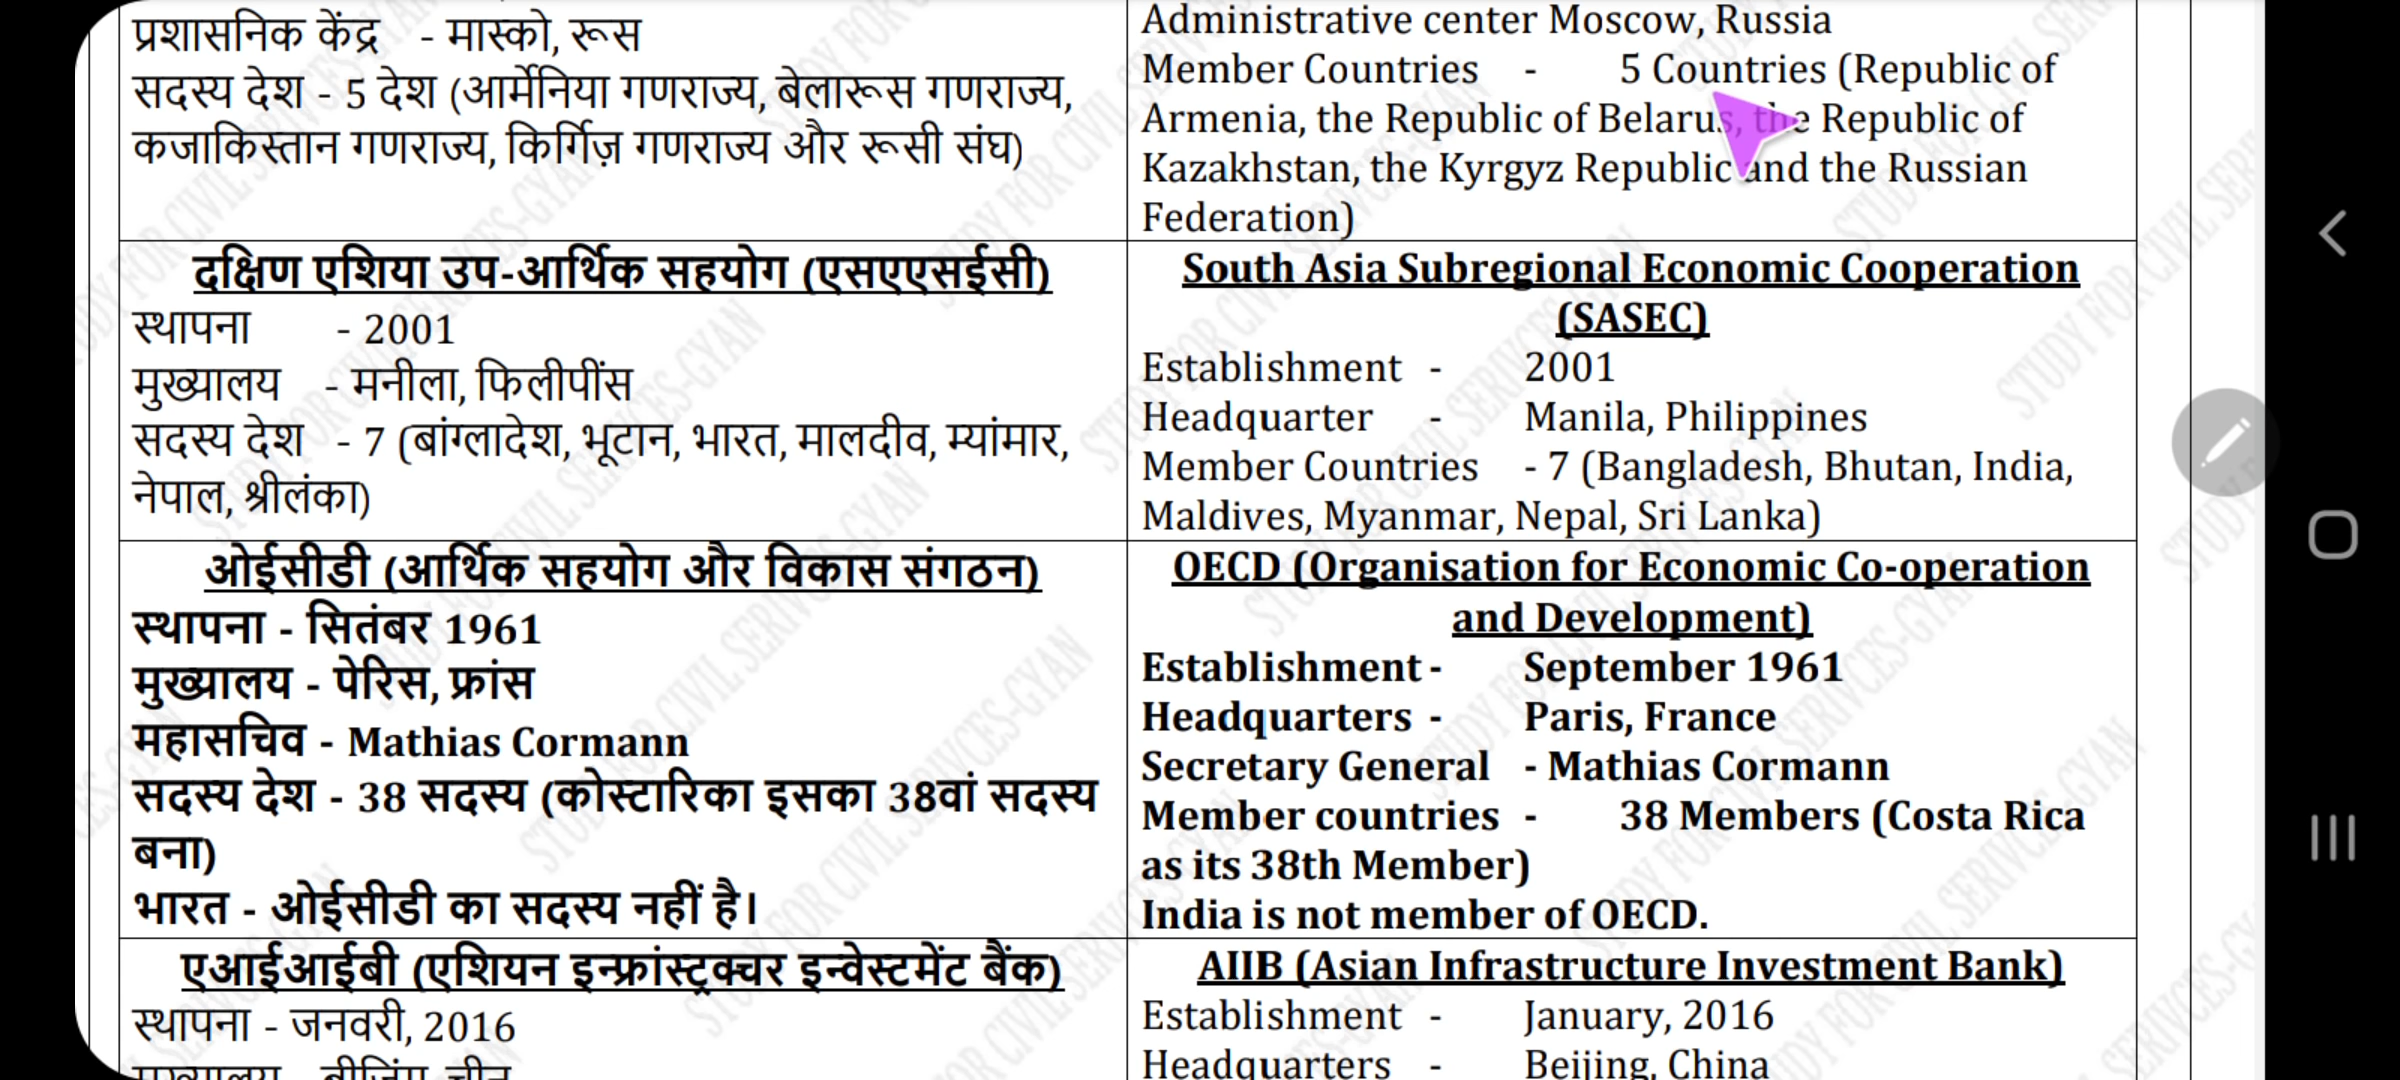 प्रशासनिक केंद्र - मास्को, रूस
सदस्य देश - 5 देश (आर्मेनिया गणराज्य, बेलारूस गणराज्य,
कजाकिस्तान गणराज्य, किर्गिज़ गणराज्य और रूसी संघ)
Administrative center Moscow, Russia
Member Countries - 5 Countries (Republic of
Armenia, the Republic of Belarus, the Republic of
Kazakhstan, the Kyrgyz Republic and the Russian
Federation)
दक्षिण एशिया उप-आर्थिक सहयोग (एसएएसईसी)
स्थापना - 2001
मुख्यालय - मनीला, फिलीपींस
सदस्य देश - 7 (बांग्लादेश, भूटान, भारत, मालदीव, म्यांमार,
नेपाल, श्रीलंका)
South Asia Subregional Economic Cooperation
(SASEC)
Establishment - 2001
Headquarter - Manila, Philippines
Member Countries - 7 (Bangladesh, Bhutan, India,
Maldives, Myanmar, Nepal, Sri Lanka)
ओईसीडी (आर्थिक सहयोग और विकास संगठन)
स्थापना - सितंबर 1961
मुख्यालय - पेरिस, फ्रांस
महासचिव - Mathias Cormann
सदस्य देश - 38 सदस्य (कोस्टारिका इसका 38वां सदस्य
बना)
भारत - ओईसीडी का सदस्य नहीं है।
OECD (Organisation for Economic Co-operation
and Development)
Establishment - September 1961
Headquarters - Paris, France
Secretary General - Mathias Cormann
Member countries - 38 Members (Costa Rica
as its 38th Member)
India is not member of OECD.
एआईआईबी (एशियन इन्फ्रांस्ट्रक्चर इन्वेस्टमेंट बैंक)
स्थापना - जनवरी, 2016
मुख्यालय - बीजिंग, चीन
AIIB (Asian Infrastructure Investment Bank)
Establishment - January, 2016
Headquarters - Beijing, China
STUDY FOR CIVIL SERIVCES-GYAN